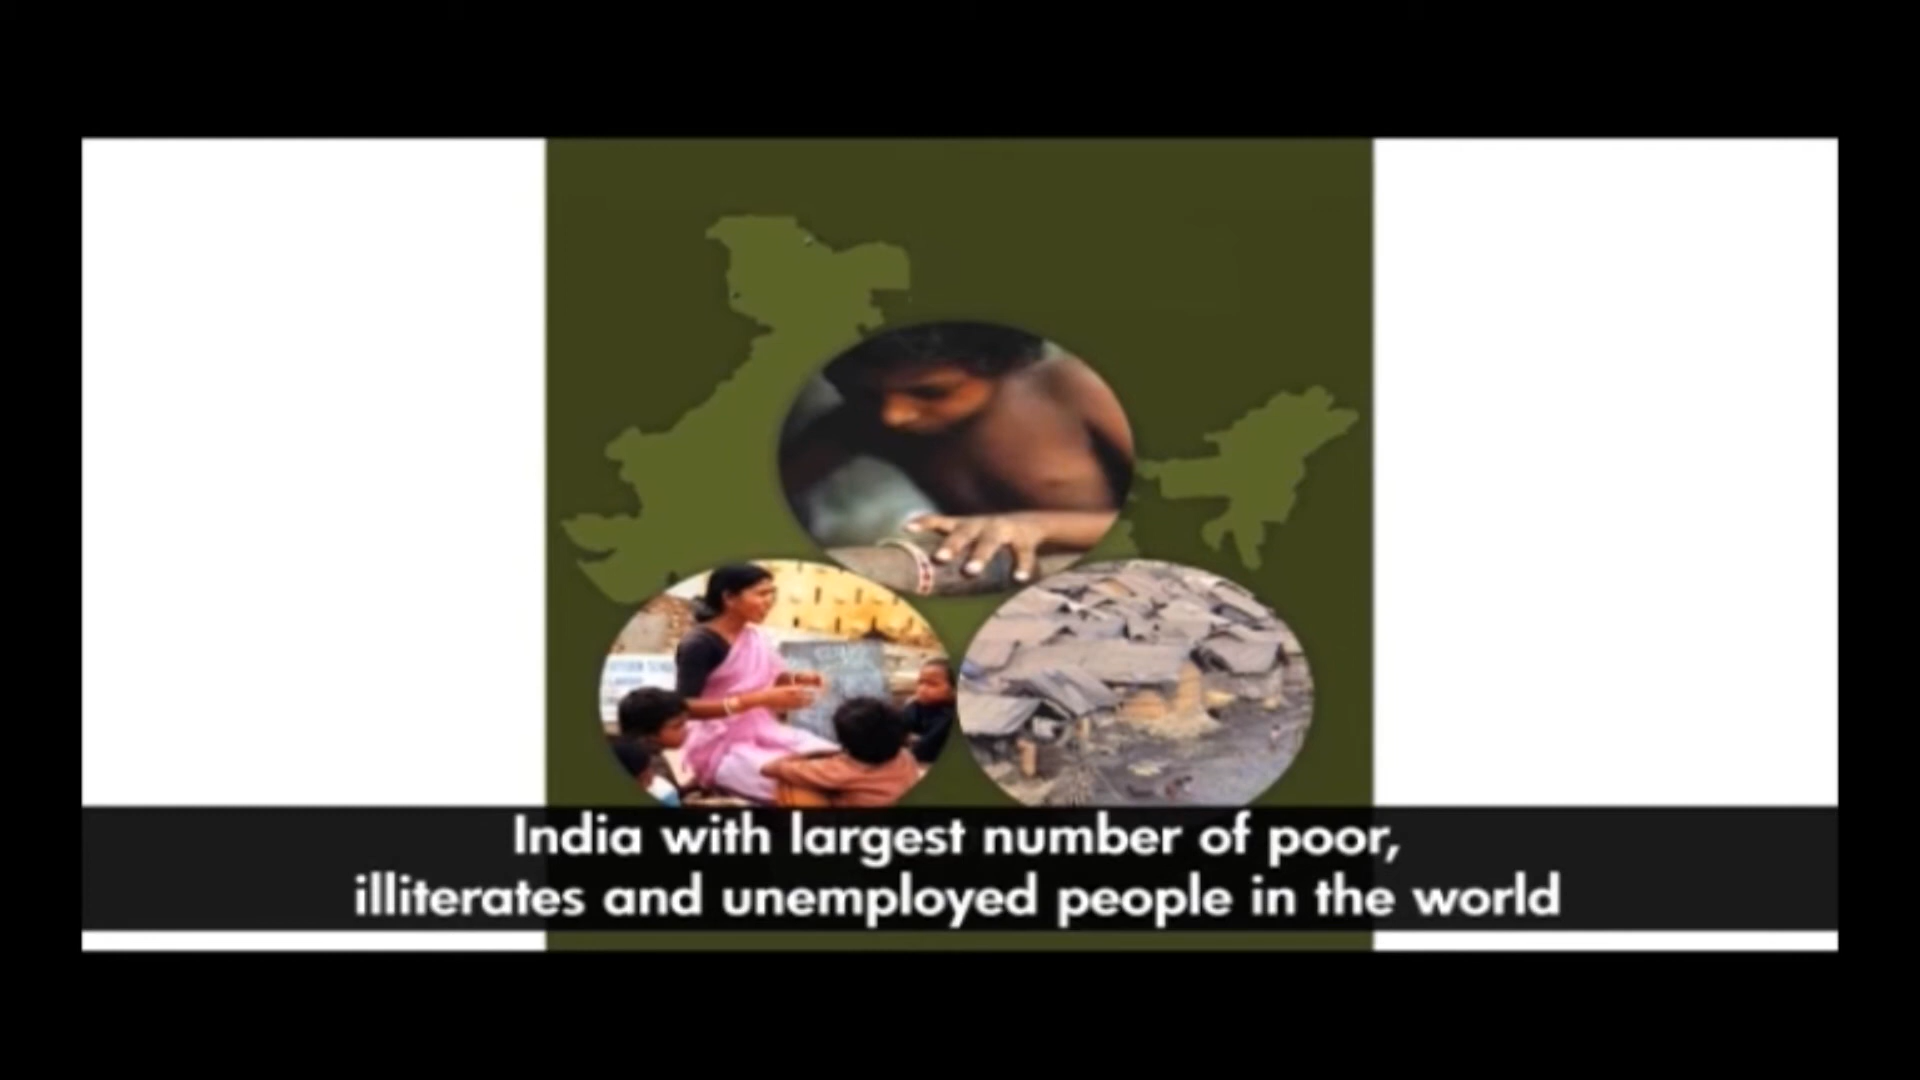 India with largest number of poor,
illiterates and unemployed people in the world